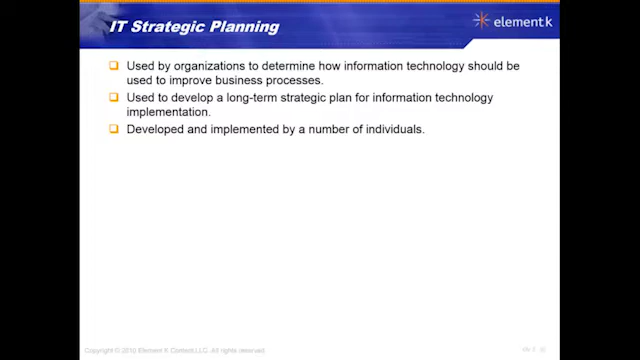 IT Strategic Planning
element k
Used by organizations to determine how information technology should be
used to improve business processes.
Used to develop a long-term strategic plan for information technology
implementation.
Developed and implemented by a number of individuals.
Copyright © 2010 Element K Content LLC. All rights reserved.